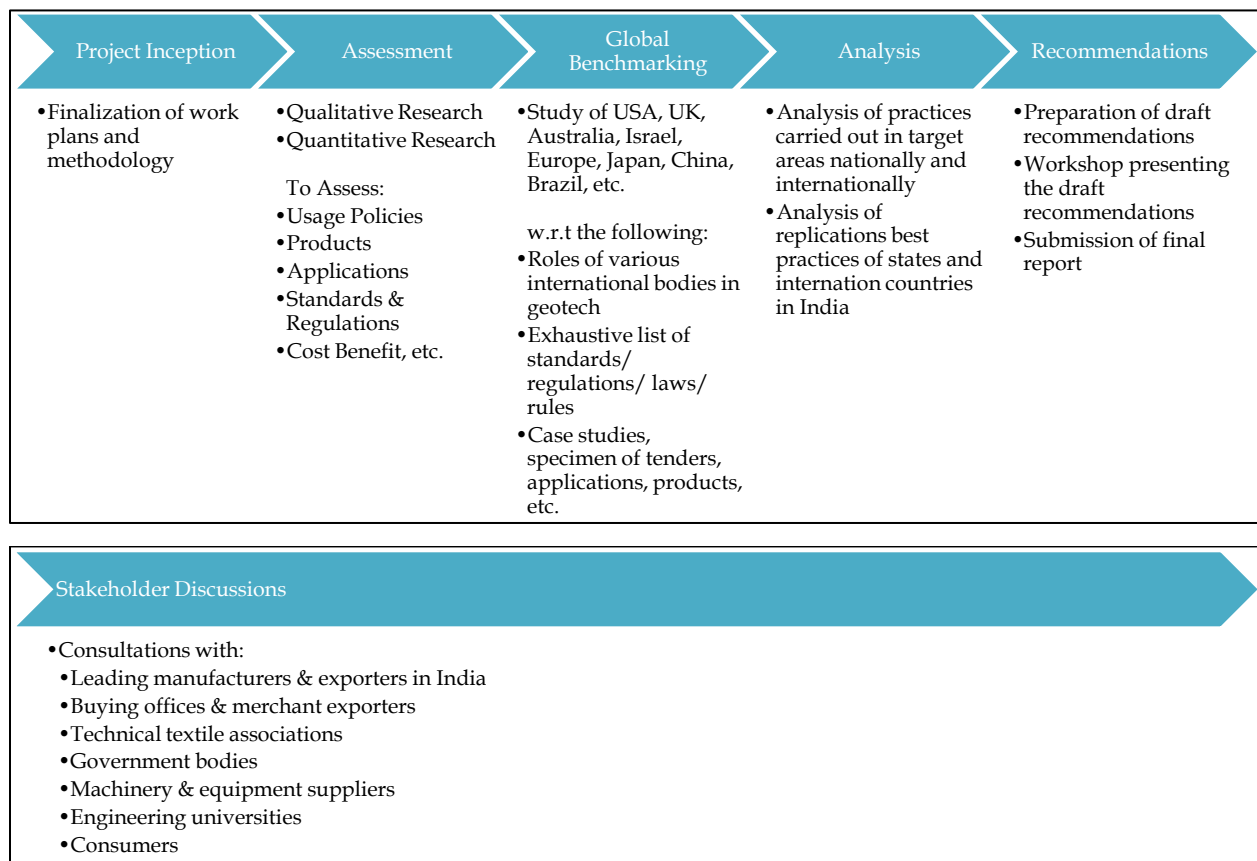 Project Inception
Assessment
Global
Benchmarking
Analysis
Recommendations
•Finalization of work
plans and
methodology
•Qualitative Research
•Quantitative Research
To Assess:
•Usage Policies
•Products
•Applications
•Standards &
Regulations
•Cost Benefit, etc.
•Study of USA, UK,
Australia, Israel,
Europe, Japan, China,
Brazil, etc.
w.r.t the following:
•Roles of various
international bodies in
geotech
•Exhaustive list of
standards/
regulations/ laws/
rules
•Case studies,
specimen of tenders,
applications, products,
etc.
•Analysis of practices
carried out in target
areas nationally and
internationally
•Analysis of
replications best
practices of states and
internation countries
in India
•Preparation of draft
recommendations
•Workshop presenting
the draft
recommendations
•Submission of final
report
Stakeholder Discussions
•Consultations with:
•Leading manufacturers & exporters in India
•Buying offices & merchant exporters
•Technical textile associations
•Government bodies
•Machinery & equipment suppliers
•Engineering universities
•Consumers